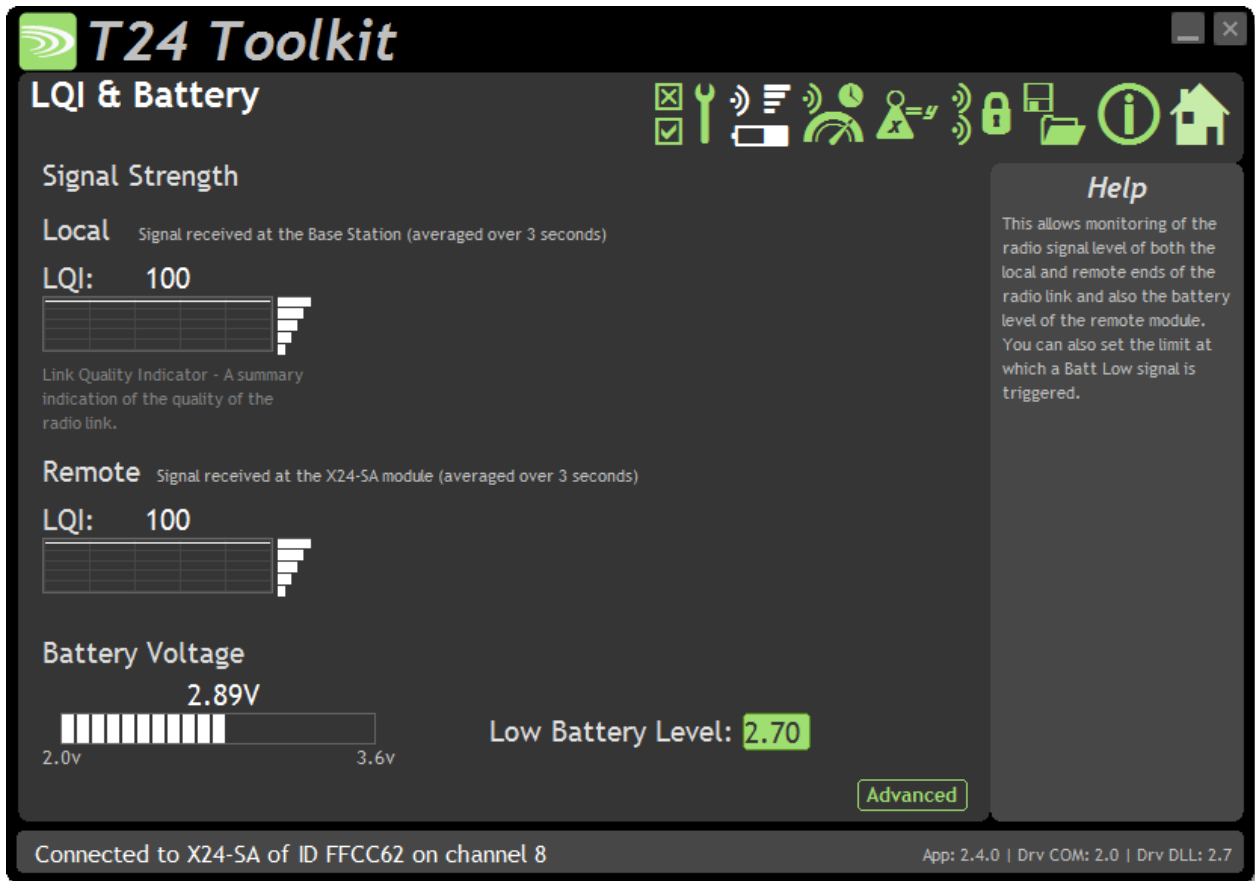 T24 Toolkit
LQI & Battery
x=y
Signal Strength
Local Signal received at the Base Station (averaged over 3 seconds)
LQI: 100
Link Quality Indicator - A summary
indication of the quality of the
radio link.
Remote Signal received at the X24-SA module (averaged over 3 seconds)
LQI: 100
Battery Voltage
2.89V
2.0v 3.6v
Low Battery Level: 2.70
Advanced
Help
This allows monitoring of the
radio signal level of both the
local and remote ends of the
radio link and also the battery
level of the remote module.
You can also set the limit at
which a Batt Low signal is
triggered.
Connected to X24-SA of ID FFCC62 on channel 8
App: 2.4.0 | Drv COM: 2.0 | Drv DLL: 2.7